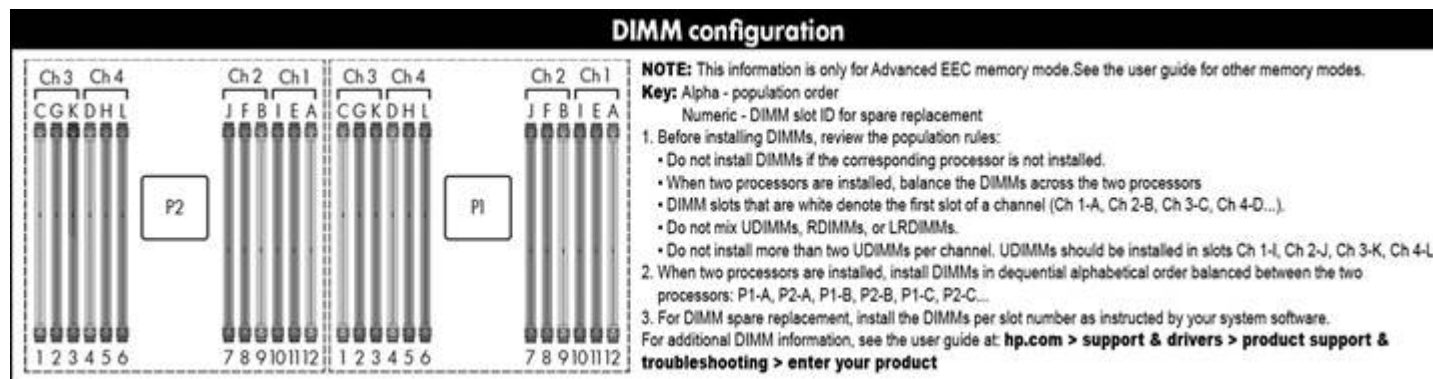 DIMM configuration
Ch 3 Ch 4 Ch 2 Ch 1 Ch 3 Ch 4 Ch 2 Ch 1
C G K D H L J F B I E A C G K D H L J F B I E A
P2 P1
1 2 3 4 5 6 7 8 9 10 11 12 1 2 3 4 5 6 7 8 9 10 11 12
NOTE: This information is only for Advanced EEC memory mode.See the user guide for other memory modes.
Key: Alpha - population order
Numeric - DIMM slot ID for spare replacement
1. Before installing DIMMs, review the population rules:
• Do not install DIMMs if the corresponding processor is not installed.
• When two processors are installed, balance the DIMMs across the two processors
• DIMM slots that are white denote the first slot of a channel (Ch 1-A, Ch 2-B, Ch 3-C, Ch 4-D...).
• Do not mix UDIMMs, RDIMMs, or LRDIMMs.
• Do not install more than two UDIMMs per channel. UDIMMs should be installed in slots Ch 1-I, Ch 2-J, Ch 3-K, Ch 4-L
2. When two processors are installed, install DIMMs in dequential alphabetical order balanced between the two
processors: P1-A, P2-A, P1-B, P2-B, P1-C, P2-C...
3. For DIMM spare replacement, install the DIMMs per slot number as instructed by your system software.
For additional DIMM information, see the user guide at: hp.com > support & drivers > product support &
troubleshooting > enter your product